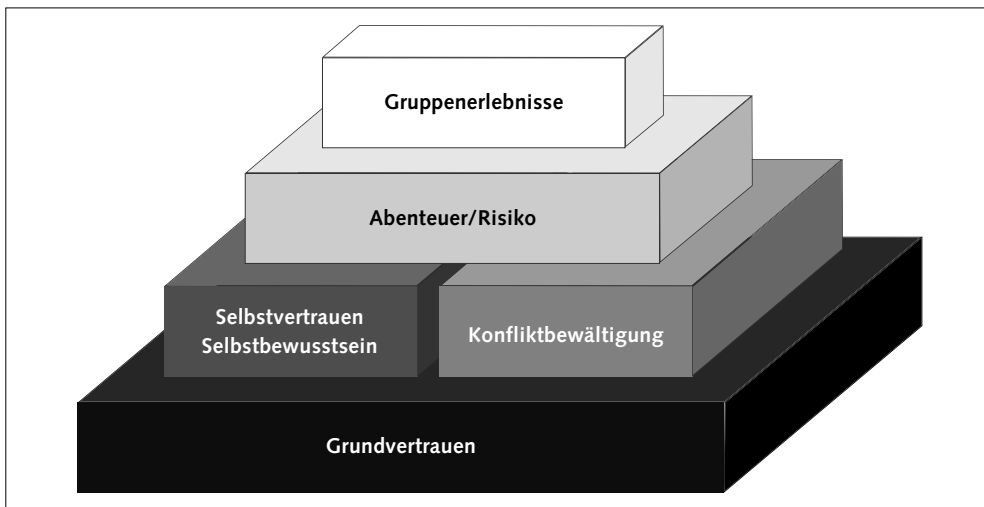 Gruppenerlebnisse
Abenteuer/Risiko
Selbstvertrauen
Selbstbewusstsein
Konfliktbewältigung
Grundvertrauen